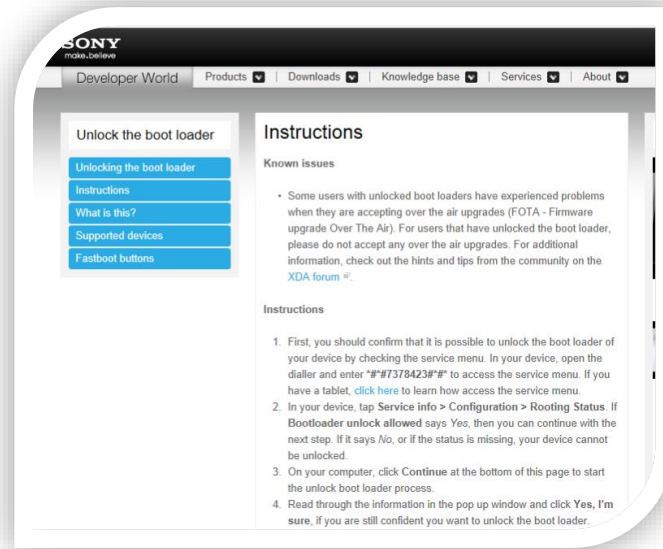 SONY
make.believe
Developer World Products | Downloads | Knowledge base | Services | About
Unlock the boot loader
Unlocking the boot loader
Instructions
What is this?
Supported devices
Fastboot buttons
Instructions
Known issues
• Some users with unlocked boot loaders have experienced problems
when they are accepting over the air upgrades (FOTA - Firmware
upgrade Over The Air). For users that have unlocked the boot loader,
please do not accept any over the air upgrades. For additional
information, check out the hints and tips from the community on the
XDA forum.
Instructions
1. First, you should confirm that it is possible to unlock the boot loader of
your device by checking the service menu. In your device, open the
dialler and enter *#*#7378423#*#* to access the service menu. If you
have a tablet, click here to learn how access the service menu.
2. In your device, tap Service info > Configuration > Rooting Status. If
Bootloader unlock allowed says Yes, then you can continue with the
next step. If it says No, or if the status is missing, your device cannot
be unlocked.
3. On your computer, click Continue at the bottom of this page to start
the unlock boot loader process.
4. Read through the information in the pop up window and click Yes, I'm
sure, if you are still confident you want to unlock the boot loader.